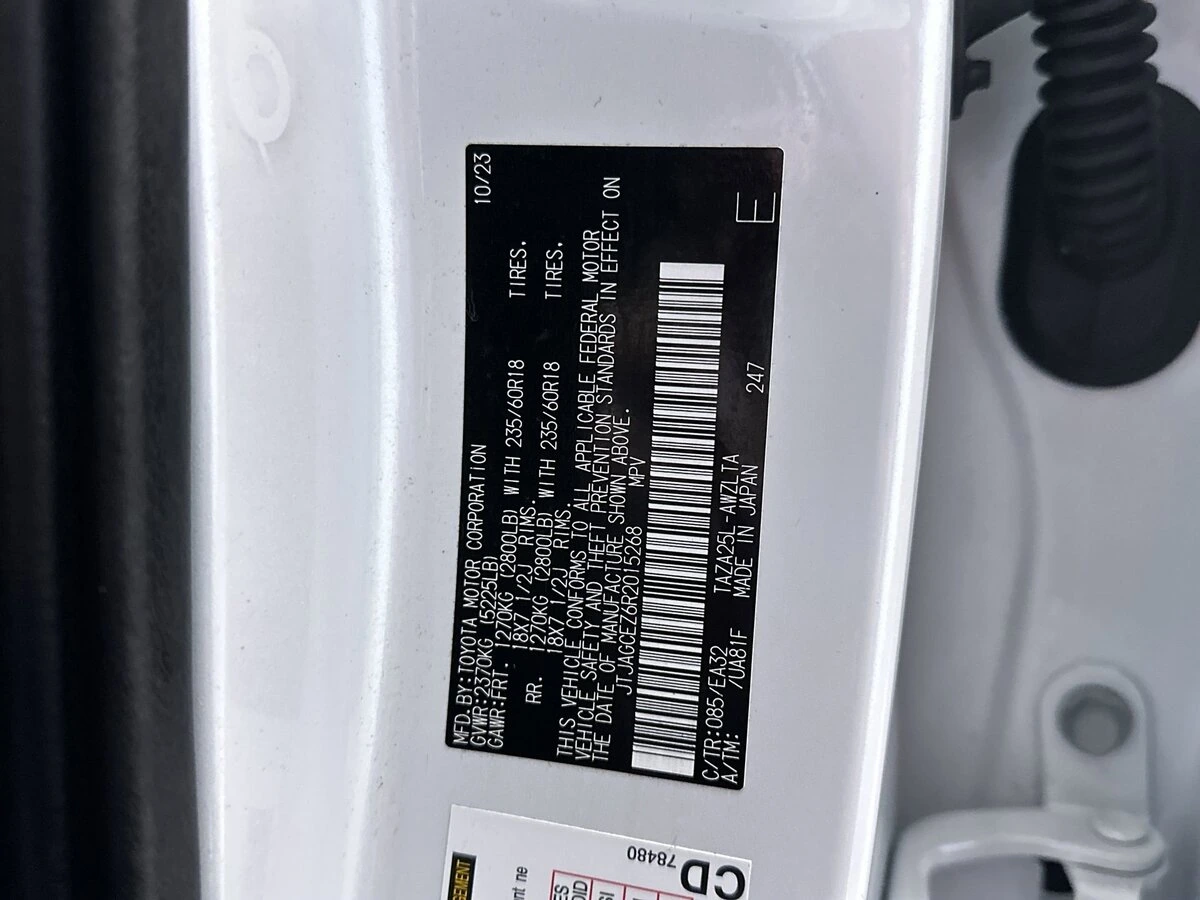 MFD.BY:TOYOTA MOTOR CORPORATION 10/23
GVWR:2370KG (5225LB)
GAWR:FRT. 1270KG (2800LB) WITH 235/60R18 TIRES.
18X7 1/2J RIMS.
RR. 1270KG (2800LB) WITH 235/60R18 TIRES.
18X7 1/2J RIMS.
THIS VEHICLE CONFORMS TO ALL APPLICABLE FEDERAL MOTOR
VEHICLE SAFETY AND THEFT PREVENTION STANDARDS IN EFFECT ON
THE DATE OF MANUFACTURE SHOWN ABOVE.
JTJAGCEZ6R2015268 MPV
C/TR:085/EA32 TAZA25L-AWZLTA 247
A/TM: /UA81F MADE IN JAPAN E
CD
78480